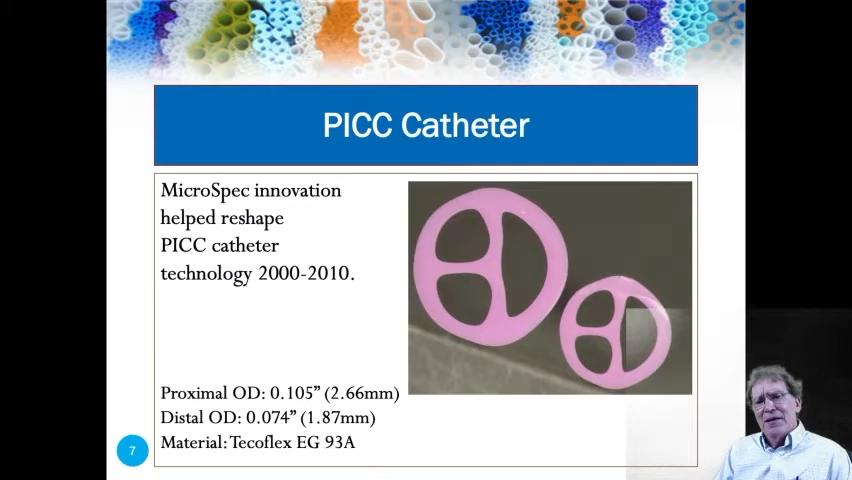 PICC Catheter
MicroSpec innovation
helped reshape
PICC catheter
technology 2000-2010.
Proximal OD: 0.105” (2.66mm)
Distal OD: 0.074” (1.87mm)
Material: Tecoflex EG 93A
7